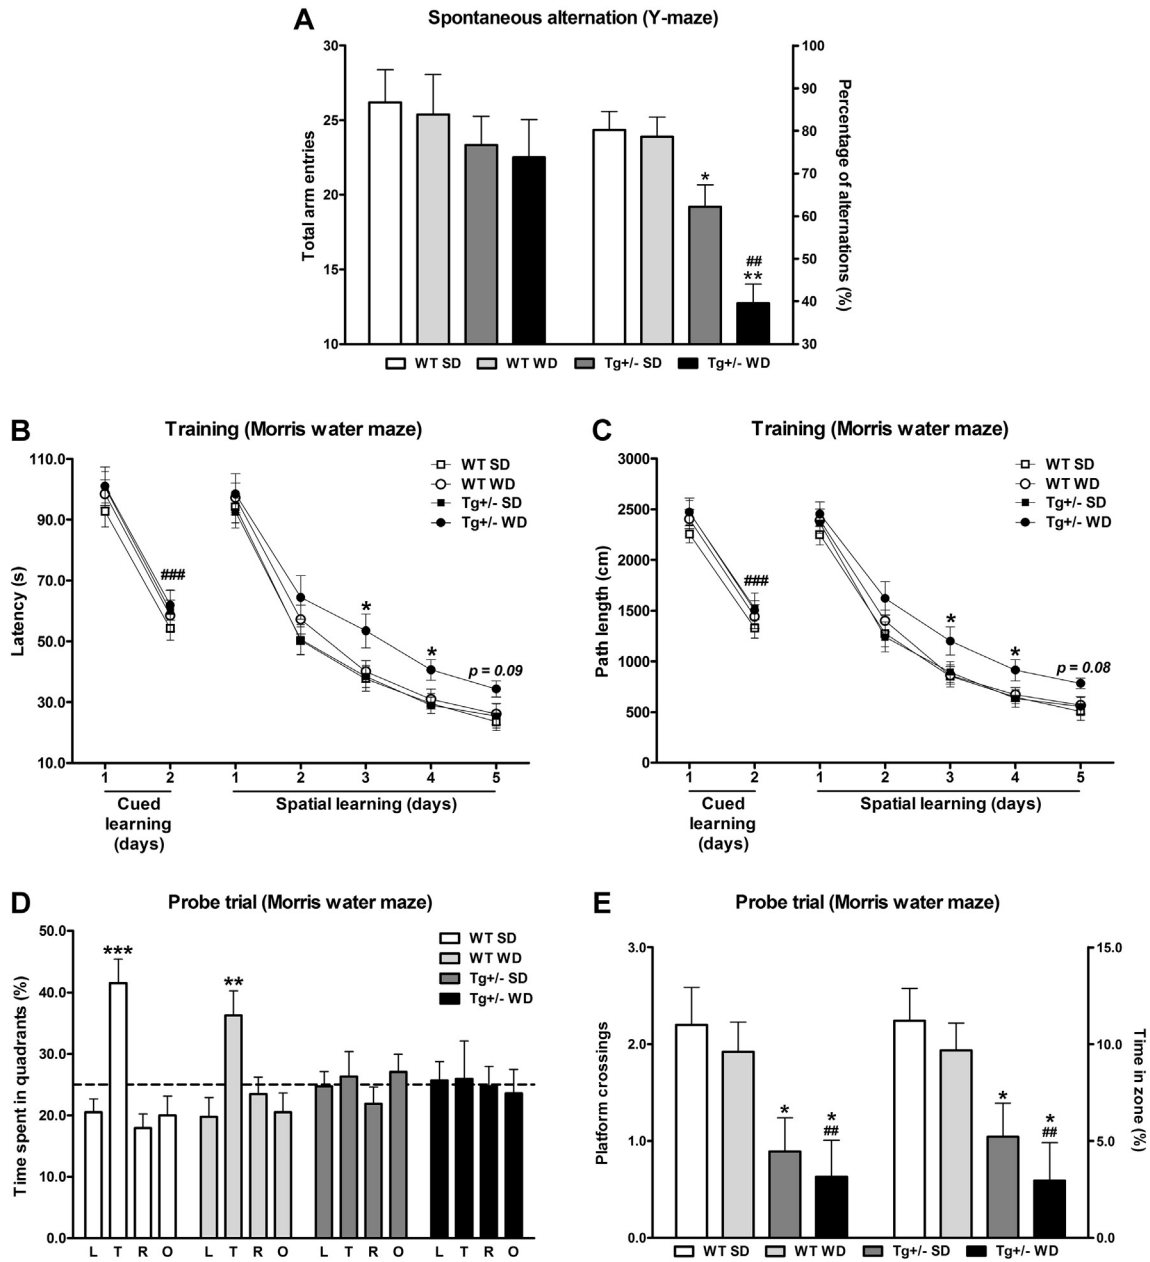 A
Spontaneous alternation (Y-maze)
Total arm entries
30
25
20
15
10
*
##
**
100
90
80
70
60
50
40
30
Percentage of alternations (%)
WT SD WT WD Tg+/- SD Tg+/- WD
B
Training (Morris water maze)
Latency (s)
110.0
90.0
70.0
50.0
30.0
10.0
WT SD
WT WD
Tg+/- SD
Tg+/- WD
###
*
*
p = 0.09
1 2 1 2 3 4 5
Cued learning (days)
Spatial learning (days)
C
Training (Morris water maze)
Path length (cm)
3000
2500
2000
1500
1000
500
0
WT SD
WT WD
Tg+/- SD
Tg+/- WD
###
*
*
p = 0.08
1 2 1 2 3 4 5
Cued learning (days)
Spatial learning (days)
D
Probe trial (Morris water maze)
Time spent in quadrants (%)
50.0
40.0
30.0
20.0
10.0
0.0
WT SD
WT WD
Tg+/- SD
Tg+/- WD
***
**
L T R O L T R O L T R O L T R O
E
Probe trial (Morris water maze)
Platform crossings
3.0
2.0
1.0
0.0
*
*
##
*
*
##
15.0
10.0
5.0
0.0
Time in zone (%)
WT SD WT WD Tg+/- SD Tg+/- WD